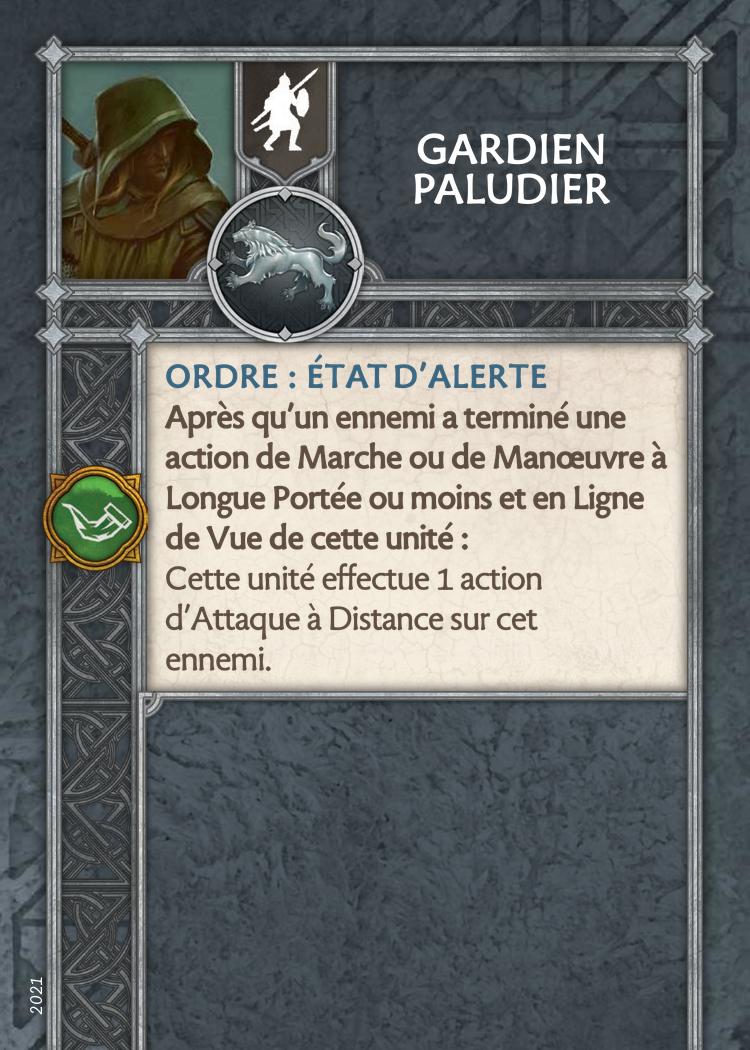 GARDIEN
PALUDIER
ORDRE : ÉTAT D'ALERTE
Après qu'un ennemi a terminé une
action de Marche ou de Manœuvre à
Longue Portée ou moins et en Ligne
de Vue de cette unité :
Cette unité effectue 1 action
d'Attaque à Distance sur cet
ennemi.
2021